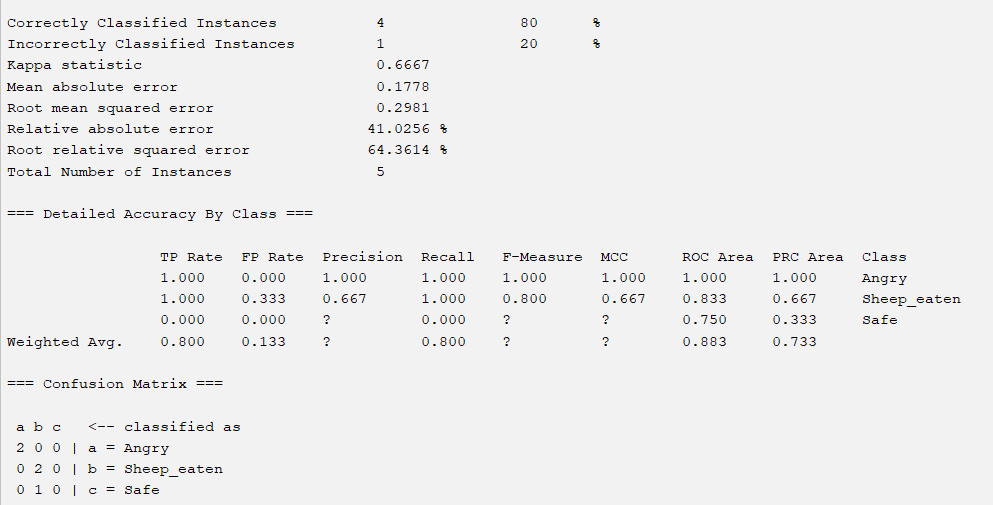 Correctly Classified Instances 4 80 %
Incorrectly Classified Instances 1 20 %
Kappa statistic 0.6667
Mean absolute error 0.1778
Root mean squared error 0.2981
Relative absolute error 41.0256 %
Root relative squared error 64.3614 %
Total Number of Instances 5
=== Detailed Accuracy By Class ===
TP Rate FP Rate Precision Recall F-Measure MCC ROC Area PRC Area Class
1.000 0.000 1.000 1.000 1.000 1.000 1.000 1.000 Angry
1.000 0.333 0.667 1.000 0.800 0.667 0.833 0.667 Sheep_eaten
0.000 0.000 ? 0.000 ? ? 0.750 0.333 Safe
Weighted Avg. 0.800 0.133 ? 0.800 ? ? 0.883 0.733
=== Confusion Matrix ===
a b c <-- classified as
2 0 0 | a = Angry
0 2 0 | b = Sheep_eaten
0 1 0 | c = Safe